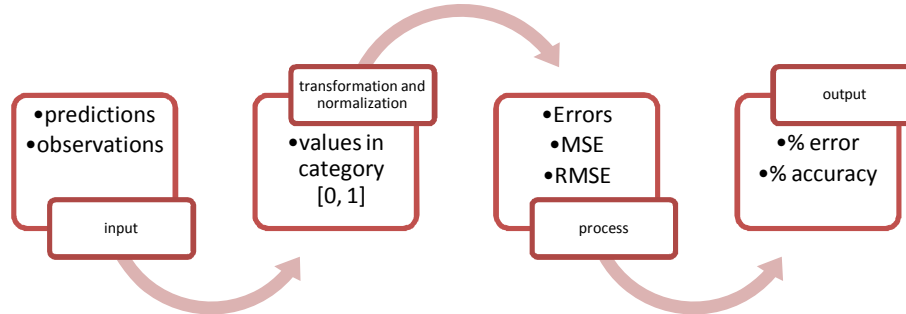 •predictions
•observations
input
transformation and
normalization
•values in
category
[0, 1]
•Errors
•MSE
•RMSE
process
output
•% error
•% accuracy